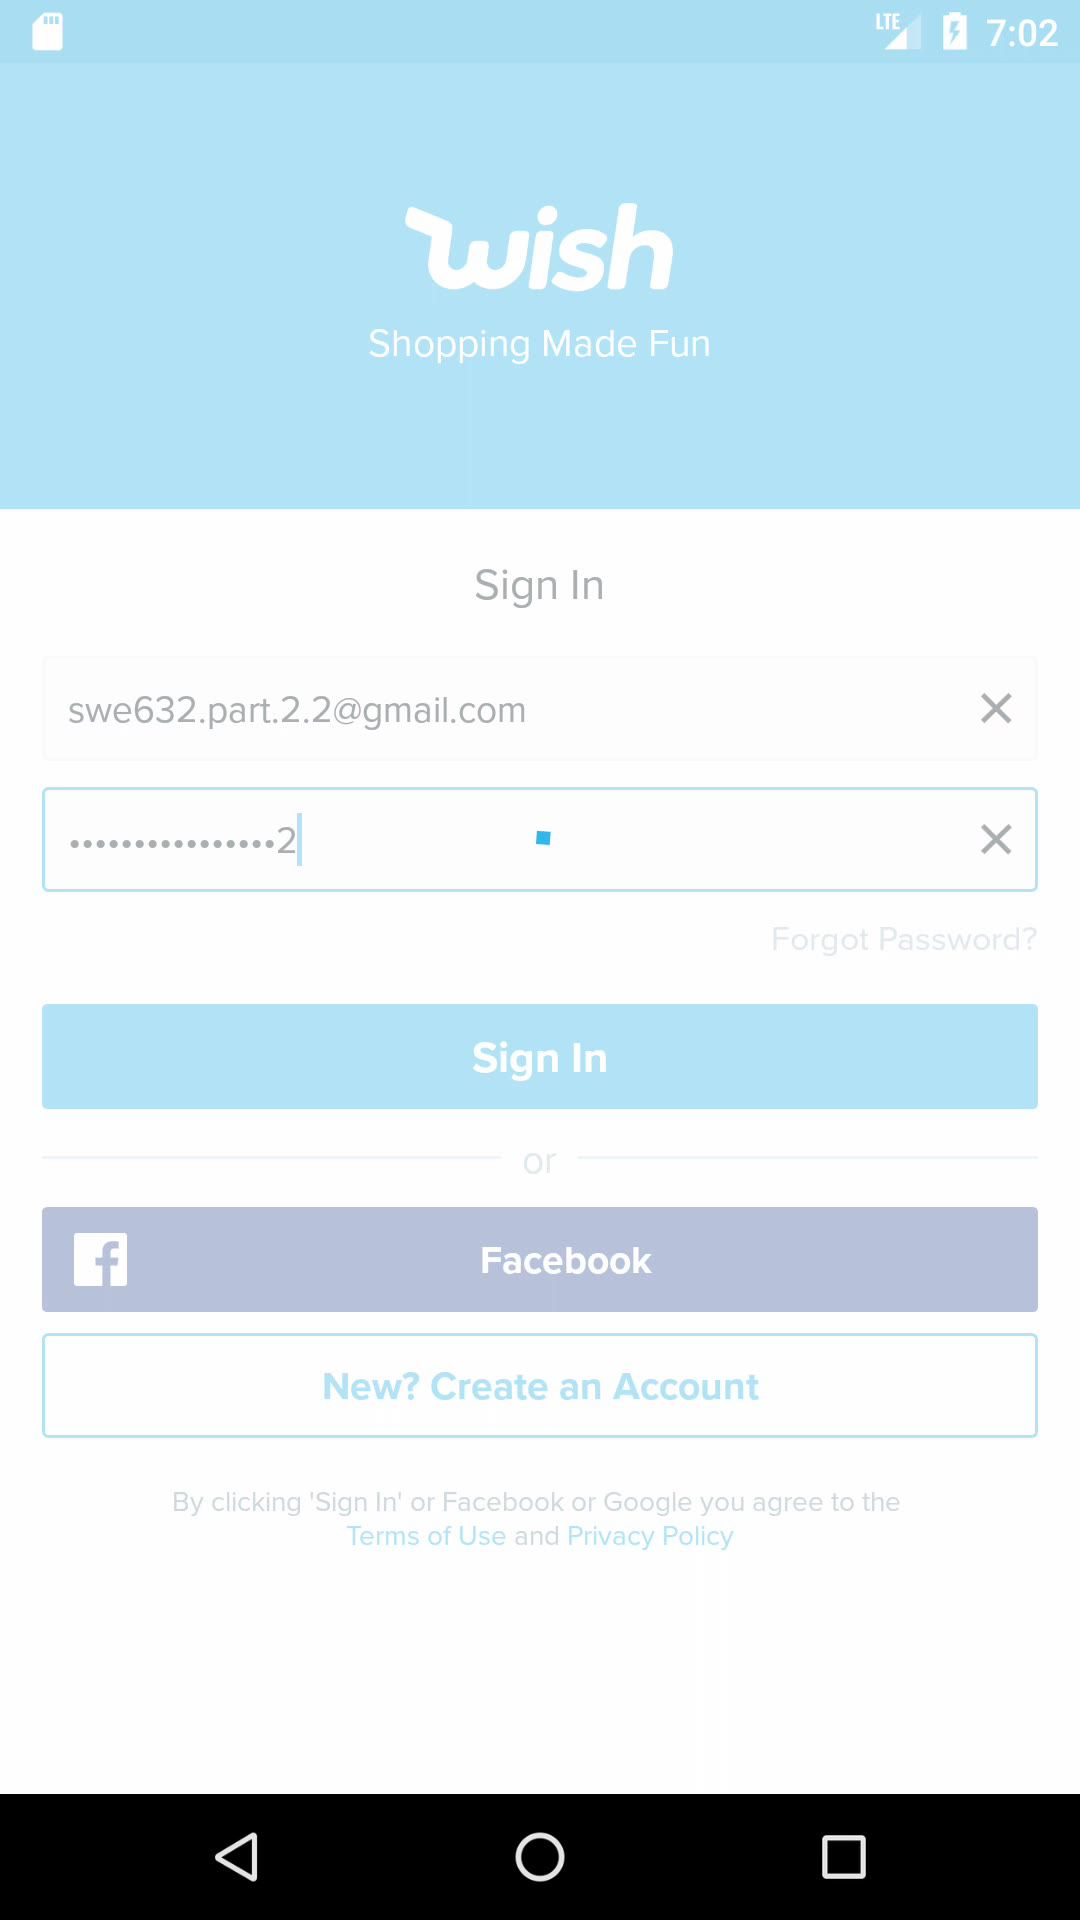 LTE 7:02
wish
Shopping Made Fun
Sign In
swe632.part.2.2@gmail.com
••••••••••••••••2
Forgot Password?
Sign In
or
Facebook
New? Create an Account
By clicking 'Sign In' or Facebook or Google you agree to the
Terms of Use and Privacy Policy